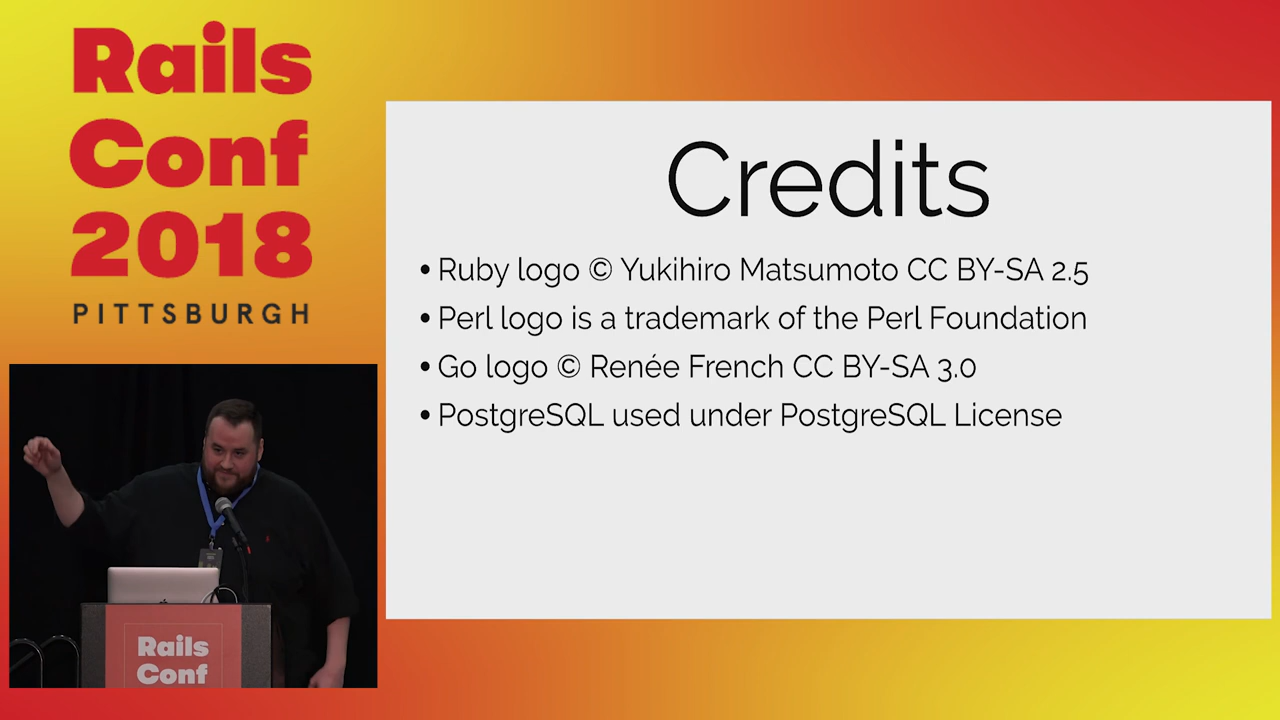 Rails
Conf
2018
PITTSBURGH
Credits
• Ruby logo © Yukihiro Matsumoto CC BY-SA 2.5
• Perl logo is a trademark of the Perl Foundation
• Go logo © Renée French CC BY-SA 3.0
• PostgreSQL used under PostgreSQL License
Rails
Conf